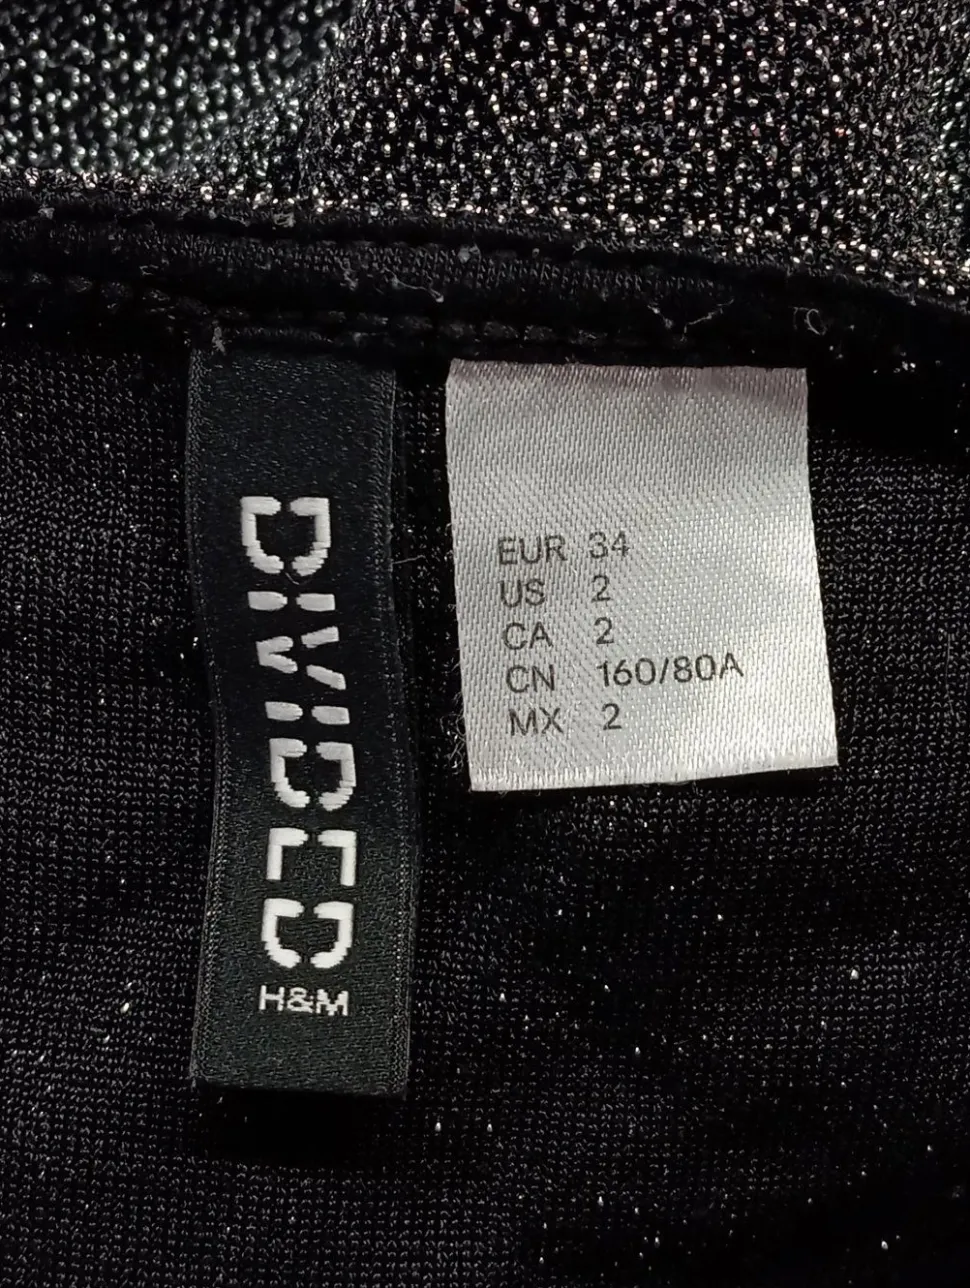 DIVIDED
H&M
EUR 34
US 2
CA 2
CN 160/80A
MX 2